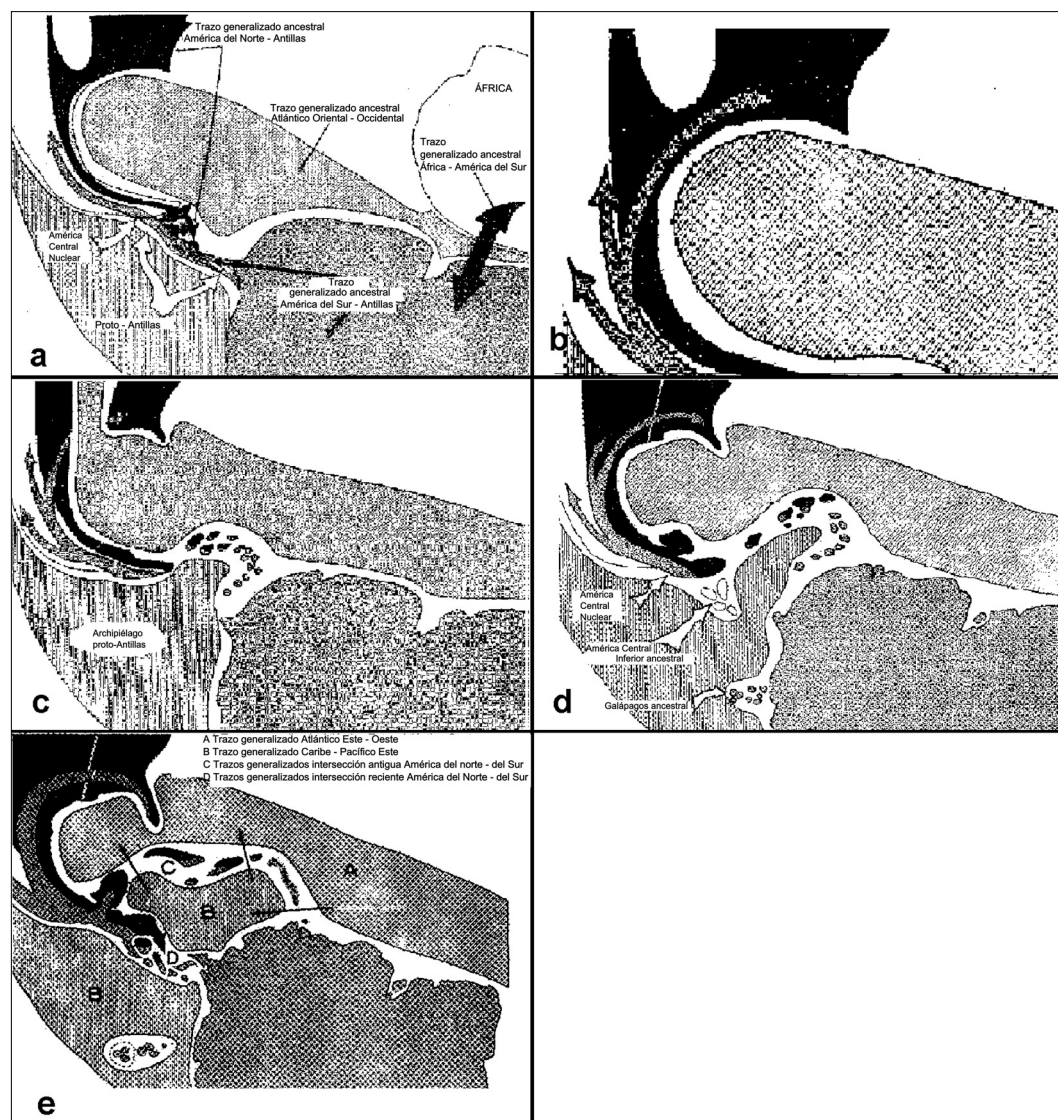 Trazo generalizado ancestral
América del Norte - Antillas
ÁFRICA
Trazo generalizado ancestral
Atlántico Oriental - Occidental
Trazo
generalizado ancestral
África - América del Sur
América
Central
Nuclear
Trazo
generalizado ancestral
América del Sur - Antillas
Proto - Antillas
a
b
Archipiélago
proto-Antillas
c
América
Central
Nuclear
América Central
Inferior ancestral
Galápagos ancestral
d
A Trazo generalizado Atlántico Este - Oeste
B Trazo generalizado Caribe - Pacífico Este
C Trazos generalizados intersección antigua América del norte - del Sur
D Trazos generalizados intersección reciente América del Norte - del Sur
A
C
B
D
B
e